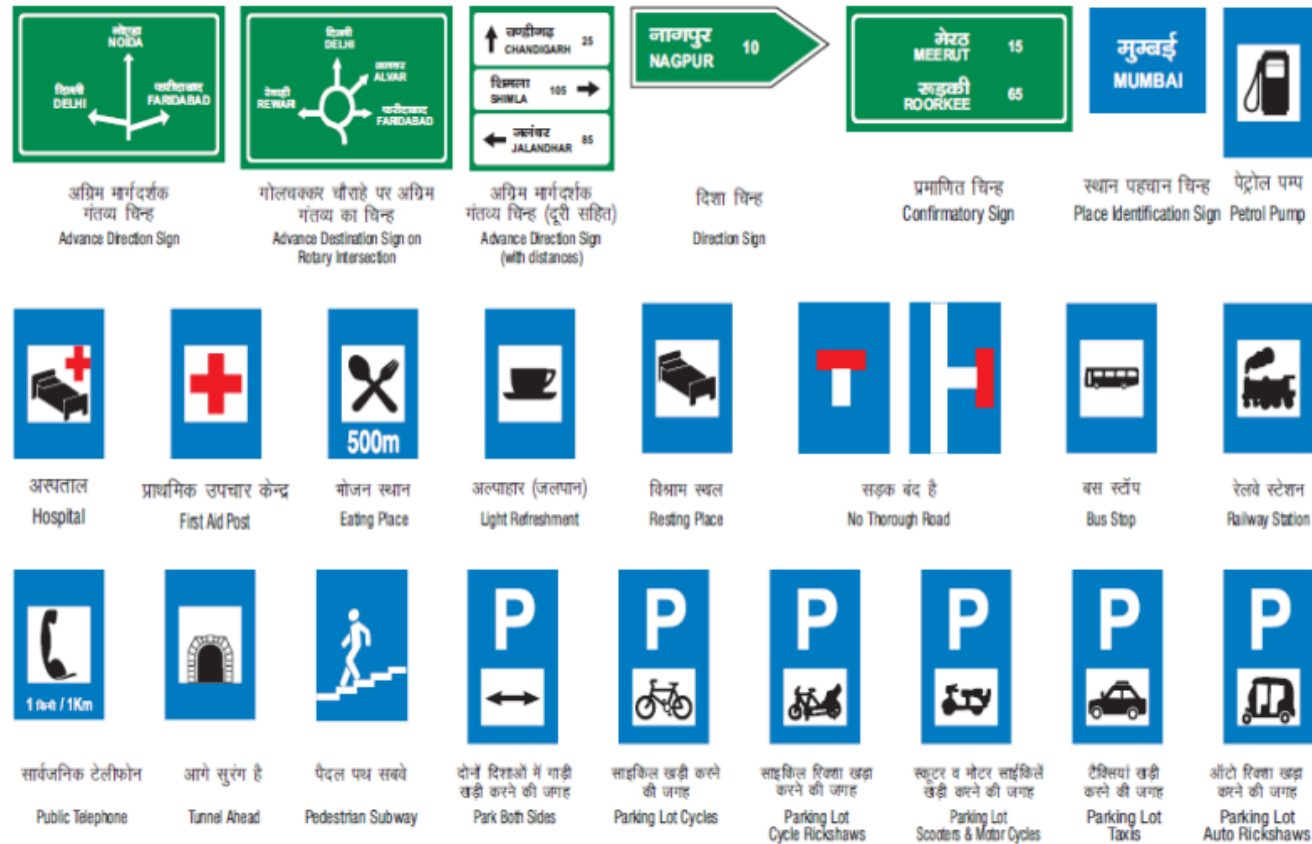 नोएडा
NOIDA
दिल्ली
DELHI
फरीदाबाद
FARIDABAD
दिल्ली
DELHI
अलवर
ALVAR
रेवाड़ी
REWARI
फरीदाबाद
FARIDABAD
चण्डीगढ़
CHANDIGARH 25
शिमला
SHIMLA 105
जलंधर
JALANDHAR 85
नागपुर
NAGPUR 10
मेरठ
MEERUT 15
रूड़की
ROORKEE 65
मुम्बई
MUMBAI
अग्रिम मार्गदर्शक
गंतव्य चिन्ह
Advance Direction Sign
गोलचक्कर चौराहे पर अग्रिम
गंतव्य का चिन्ह
Advance Destination Sign on
Rotary Intersection
अग्रिम मार्गदर्शक
गंतव्य चिन्ह (दूरी सहित)
Advance Direction Sign
(with distances)
दिशा चिन्ह
Direction Sign
प्रमाणित चिन्ह
Confirmatory Sign
स्थान पहचान चिन्ह
Place Identification Sign
पेट्रोल पम्प
Petrol Pump
500m
अस्पताल
Hospital
प्राथमिक उपचार केन्द्र
First Aid Post
भोजन स्थान
Eating Place
अल्पाहार (जलपान)
Light Refreshment
विश्राम स्थल
Resting Place
सड़क बंद है
No Thorough Road
बस स्टॉप
Bus Stop
रेलवे स्टेशन
Railway Station
1 कि०मी / 1Km
P
P
P
P
P
P
सार्वजनिक टेलीफोन
Public Telephone
आगे सुरंग है
Tunnel Ahead
पैदल पथ सबवे
Pedestrian Subway
दोनों दिशाओं में गाड़ी
खड़ी करने की जगह
Park Both Sides
साइकिल खड़ी करने
की जगह
Parking Lot Cycles
साइकिल रिक्शा खड़ा
करने की जगह
Parking Lot
Cycle Rickshaws
स्कूटर व मोटर साईकिलें
खड़ी करने की जगह
Parking Lot
Scooters & Motor Cycles
टैक्सियां खड़ी
करने की जगह
Parking Lot
Taxis
ऑटो रिक्शा खड़ा
करने की जगह
Parking Lot
Auto Rickshaws